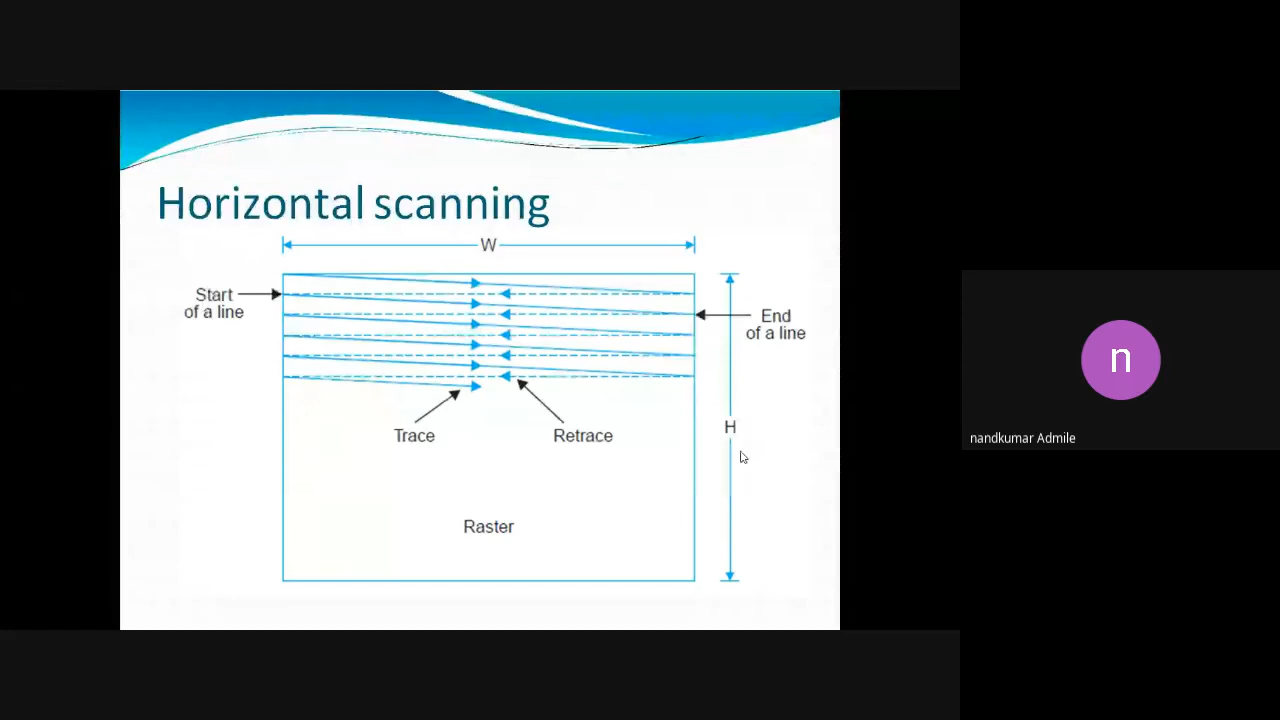 Horizontal scanning
W
Start
of a line
End
of a line
H
Trace
Retrace
Raster
n
nandkumar Admile